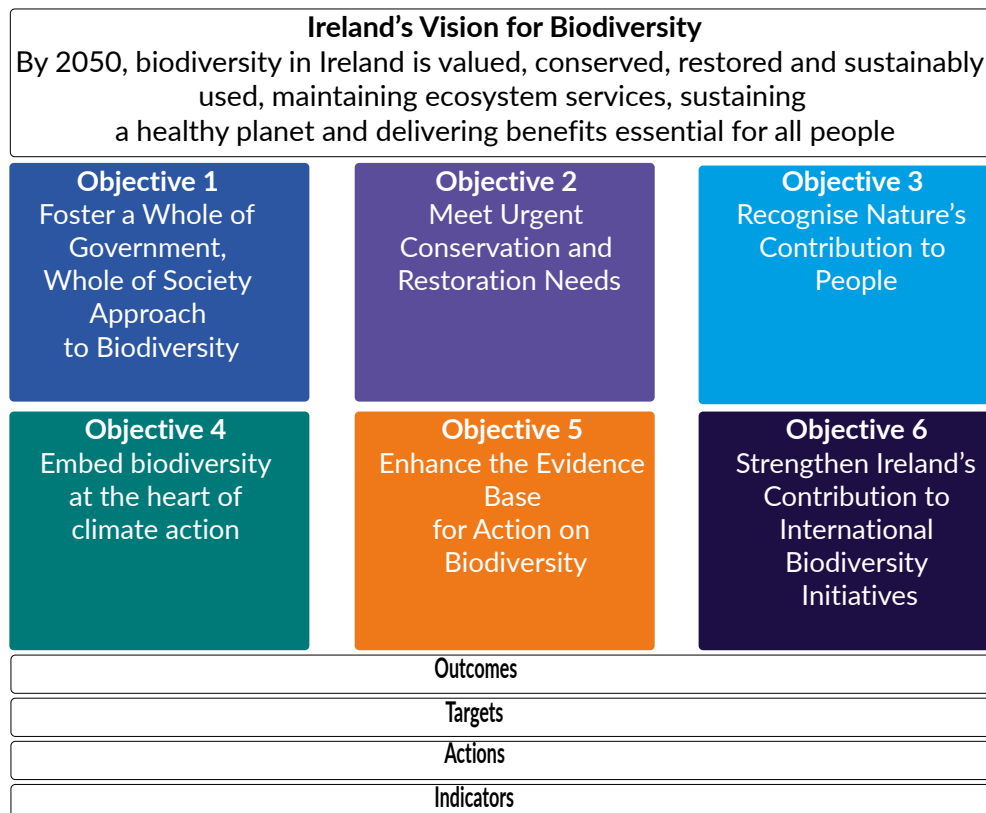 Ireland’s Vision for Biodiversity
By 2050, biodiversity in Ireland is valued, conserved, restored and sustainably
used, maintaining ecosystem services, sustaining
a healthy planet and delivering benefits essential for all people
Objective 1
Foster a Whole of
Government,
Whole of Society
Approach
to Biodiversity
Objective 2
Meet Urgent
Conservation and
Restoration Needs
Objective 3
Recognise Nature’s
Contribution to
People
Objective 4
Embed biodiversity
at the heart of
climate action
Objective 5
Enhance the Evidence
Base
for Action on
Biodiversity
Objective 6
Strengthen Ireland’s
Contribution to
International
Biodiversity
Initiatives
Outcomes
Targets
Actions
Indicators